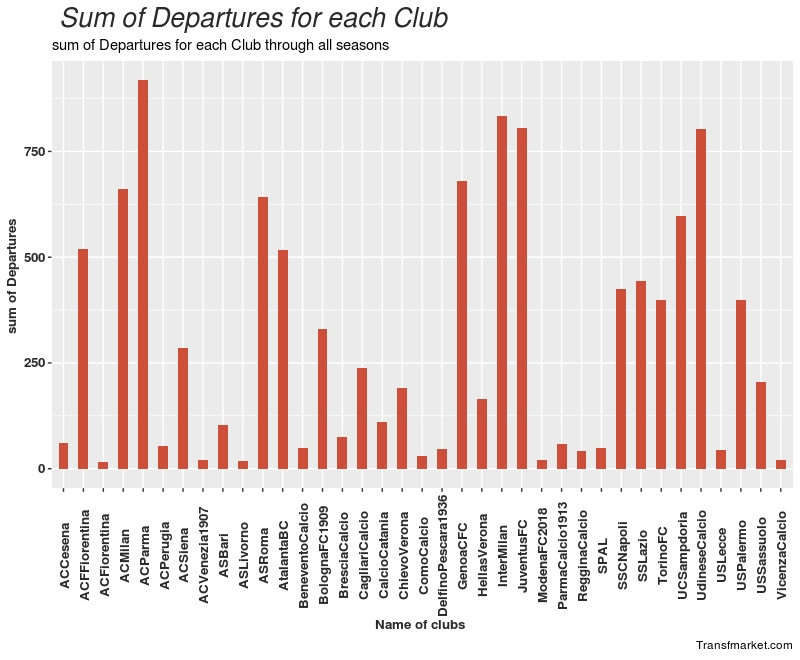 Sum of Departures for each Club
sum of Departures for each Club through all seasons
sum of Departures
750
500
250
0
ACCesena
ACFFiorentina
ACFIorentina
ACMilan
ACParma
ACPerugia
ACSiena
ACVenezia1907
ASBari
ASLivorno
ASRoma
AtalantaBC
BeneventoCalcio
BolognaFC1909
BresciaCalcio
CagliariCalcio
CalcioCatania
ChievoVerona
ComoCalcio
DelfinoPescara1936
GenoaCFC
HellasVerona
InterMilan
JuventusFC
ModenaFC2018
ParmaCalcio1913
RegginaCalcio
SPAL
SSCNapoli
SSLazio
TorinoFC
UCSampdoria
UdineseCalcio
USLecce
USPalermo
USSassuolo
VicenzaCalcio
Name of clubs
Transfmarket.com